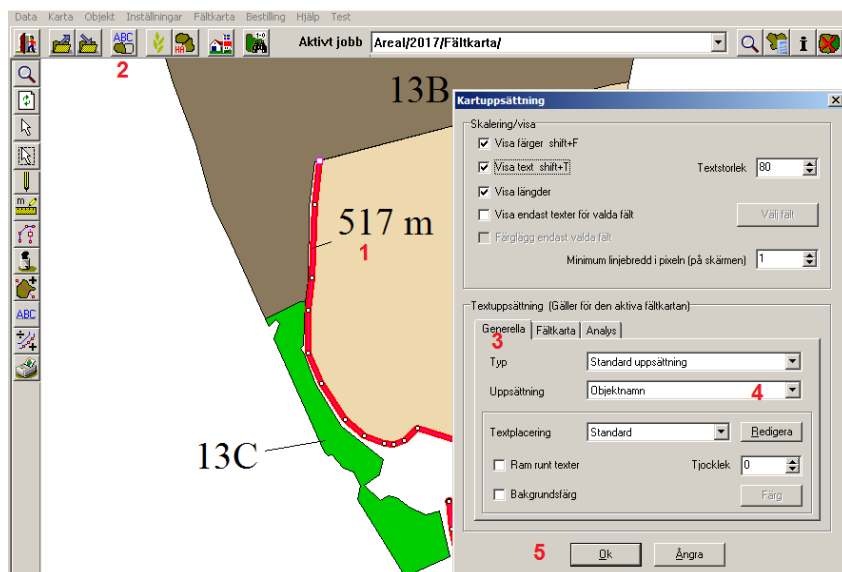 Data Karta Objekt Inställningar Fältkarta Bestilling Hjälp Test
ABC
HA
1-0
Aktivt jobb Areal/2017/Fältkarta/
i
2
m
ABC
13B
517 m
1
13C
Kartuppsättning
Skalering/visa
Visa färger shift+F
Visa text shift+T
Textstorlek 80
Visa längder
Visa endast texter för valda fält
Välj fält
Färglägg endast valda fält
Minimum linjebredd i pixeln (på skärmen) 1
Textuppsättning (Gäller för den aktiva fältkartan)
Generella Fältkarta Analys
3
Typ Standard uppsättning
Uppsättning Objektnamn
4
Textplacering Standard Redigera
Ram runt texter Tjocklek 0
Bakgrundsfärg Färg
5
Ok Ångra